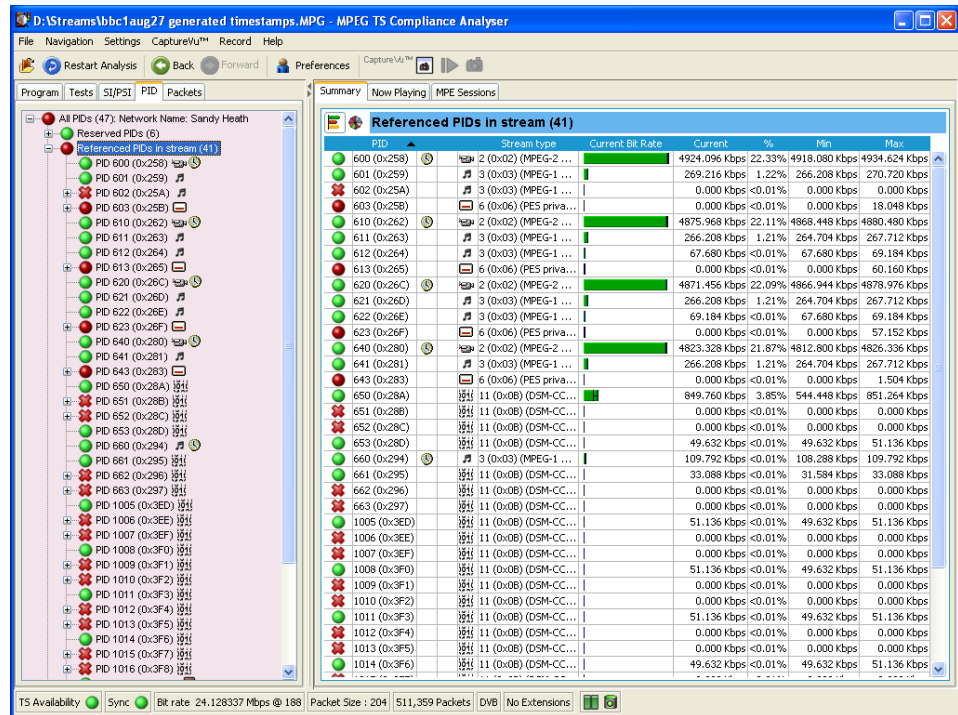 D:\Streams\bbc1aug27 generated timestamps.MPG - MPEG TS Compliance Analyser
File Navigation Settings CaptureVu™ Record Help
Restart Analysis Back Forward Preferences CaptureVu™
Program Tests SI/PSI PID Packets
All PIDs (47): Network Name: Sandy Heath
Reserved PIDs (6)
Referenced PIDs in stream (41)
PID 600 (0x258)
PID 601 (0x259)
PID 602 (0x25A)
PID 603 (0x25B)
PID 610 (0x262)
PID 611 (0x263)
PID 612 (0x264)
PID 613 (0x265)
PID 620 (0x26C)
PID 621 (0x26D)
PID 622 (0x26E)
PID 623 (0x26F)
PID 640 (0x280)
PID 641 (0x281)
PID 643 (0x283)
PID 650 (0x28A)
PID 651 (0x28B)
PID 652 (0x28C)
PID 653 (0x28D)
PID 660 (0x294)
PID 661 (0x295)
PID 662 (0x296)
PID 663 (0x297)
PID 1005 (0x3ED)
PID 1006 (0x3EE)
PID 1007 (0x3EF)
PID 1008 (0x3F0)
PID 1009 (0x3F1)
PID 1010 (0x3F2)
PID 1011 (0x3F3)
PID 1012 (0x3F4)
PID 1013 (0x3F5)
PID 1014 (0x3F6)
PID 1015 (0x3F7)
PID 1016 (0x3F8)
Summary Now Playing MPE Sessions
Referenced PIDs in stream (41)
PID Stream type Current Bit Rate Current % Min Max
600 (0x258) 2 (0x02) (MPEG-2 ... 4924.096 Kbps 22.33% 4918.080 Kbps 4934.624 Kbps
601 (0x259) 3 (0x03) (MPEG-1 ... 269.216 Kbps 1.22% 266.208 Kbps 270.720 Kbps
602 (0x25A) 3 (0x03) (MPEG-1 ... 0.000 Kbps <0.01% 0.000 Kbps 0.000 Kbps
603 (0x25B) 6 (0x06) (PES priva... 0.000 Kbps <0.01% 0.000 Kbps 18.048 Kbps
610 (0x262) 2 (0x02) (MPEG-2 ... 4875.968 Kbps 22.11% 4868.448 Kbps 4880.480 Kbps
611 (0x263) 3 (0x03) (MPEG-1 ... 266.208 Kbps 1.21% 264.704 Kbps 267.712 Kbps
612 (0x264) 3 (0x03) (MPEG-1 ... 67.680 Kbps <0.01% 67.680 Kbps 69.184 Kbps
613 (0x265) 6 (0x06) (PES priva... 0.000 Kbps <0.01% 0.000 Kbps 60.160 Kbps
620 (0x26C) 2 (0x02) (MPEG-2 ... 4871.456 Kbps 22.09% 4866.944 Kbps 4878.976 Kbps
621 (0x26D) 3 (0x03) (MPEG-1 ... 266.208 Kbps 1.21% 264.704 Kbps 267.712 Kbps
622 (0x26E) 3 (0x03) (MPEG-1 ... 69.184 Kbps <0.01% 67.680 Kbps 69.184 Kbps
623 (0x26F) 6 (0x06) (PES priva... 0.000 Kbps <0.01% 0.000 Kbps 57.152 Kbps
640 (0x280) 2 (0x02) (MPEG-2 ... 4823.328 Kbps 21.87% 4812.800 Kbps 4826.336 Kbps
641 (0x281) 3 (0x03) (MPEG-1 ... 266.208 Kbps 1.21% 264.704 Kbps 267.712 Kbps
643 (0x283) 6 (0x06) (PES priva... 0.000 Kbps <0.01% 0.000 Kbps 1.504 Kbps
650 (0x28A) 11 (0x0B) (DSM-CC... 849.760 Kbps 3.85% 544.448 Kbps 851.264 Kbps
651 (0x28B) 11 (0x0B) (DSM-CC... 0.000 Kbps <0.01% 0.000 Kbps 0.000 Kbps
652 (0x28C) 11 (0x0B) (DSM-CC... 0.000 Kbps <0.01% 0.000 Kbps 0.000 Kbps
653 (0x28D) 11 (0x0B) (DSM-CC... 49.632 Kbps <0.01% 49.632 Kbps 51.136 Kbps
660 (0x294) 3 (0x03) (MPEG-1 ... 109.792 Kbps <0.01% 108.288 Kbps 109.792 Kbps
661 (0x295) 11 (0x0B) (DSM-CC... 33.088 Kbps <0.01% 31.584 Kbps 33.088 Kbps
662 (0x296) 11 (0x0B) (DSM-CC... 0.000 Kbps <0.01% 0.000 Kbps 0.000 Kbps
663 (0x297) 11 (0x0B) (DSM-CC... 0.000 Kbps <0.01% 0.000 Kbps 0.000 Kbps
1005 (0x3ED) 11 (0x0B) (DSM-CC... 51.136 Kbps <0.01% 49.632 Kbps 51.136 Kbps
1006 (0x3EE) 11 (0x0B) (DSM-CC... 0.000 Kbps <0.01% 0.000 Kbps 0.000 Kbps
1007 (0x3EF) 11 (0x0B) (DSM-CC... 0.000 Kbps <0.01% 0.000 Kbps 0.000 Kbps
1008 (0x3F0) 11 (0x0B) (DSM-CC... 51.136 Kbps <0.01% 49.632 Kbps 51.136 Kbps
1009 (0x3F1) 11 (0x0B) (DSM-CC... 0.000 Kbps <0.01% 0.000 Kbps 0.000 Kbps
1010 (0x3F2) 11 (0x0B) (DSM-CC... 0.000 Kbps <0.01% 0.000 Kbps 0.000 Kbps
1011 (0x3F3) 11 (0x0B) (DSM-CC... 51.136 Kbps <0.01% 49.632 Kbps 51.136 Kbps
1012 (0x3F4) 11 (0x0B) (DSM-CC... 0.000 Kbps <0.01% 0.000 Kbps 0.000 Kbps
1013 (0x3F5) 11 (0x0B) (DSM-CC... 0.000 Kbps <0.01% 0.000 Kbps 0.000 Kbps
1014 (0x3F6) 11 (0x0B) (DSM-CC... 49.632 Kbps <0.01% 49.632 Kbps 51.136 Kbps
TS Availability Sync Bit rate 24.128337 Mbps @ 188 Packet Size : 204 511,359 Packets DVB No Extensions